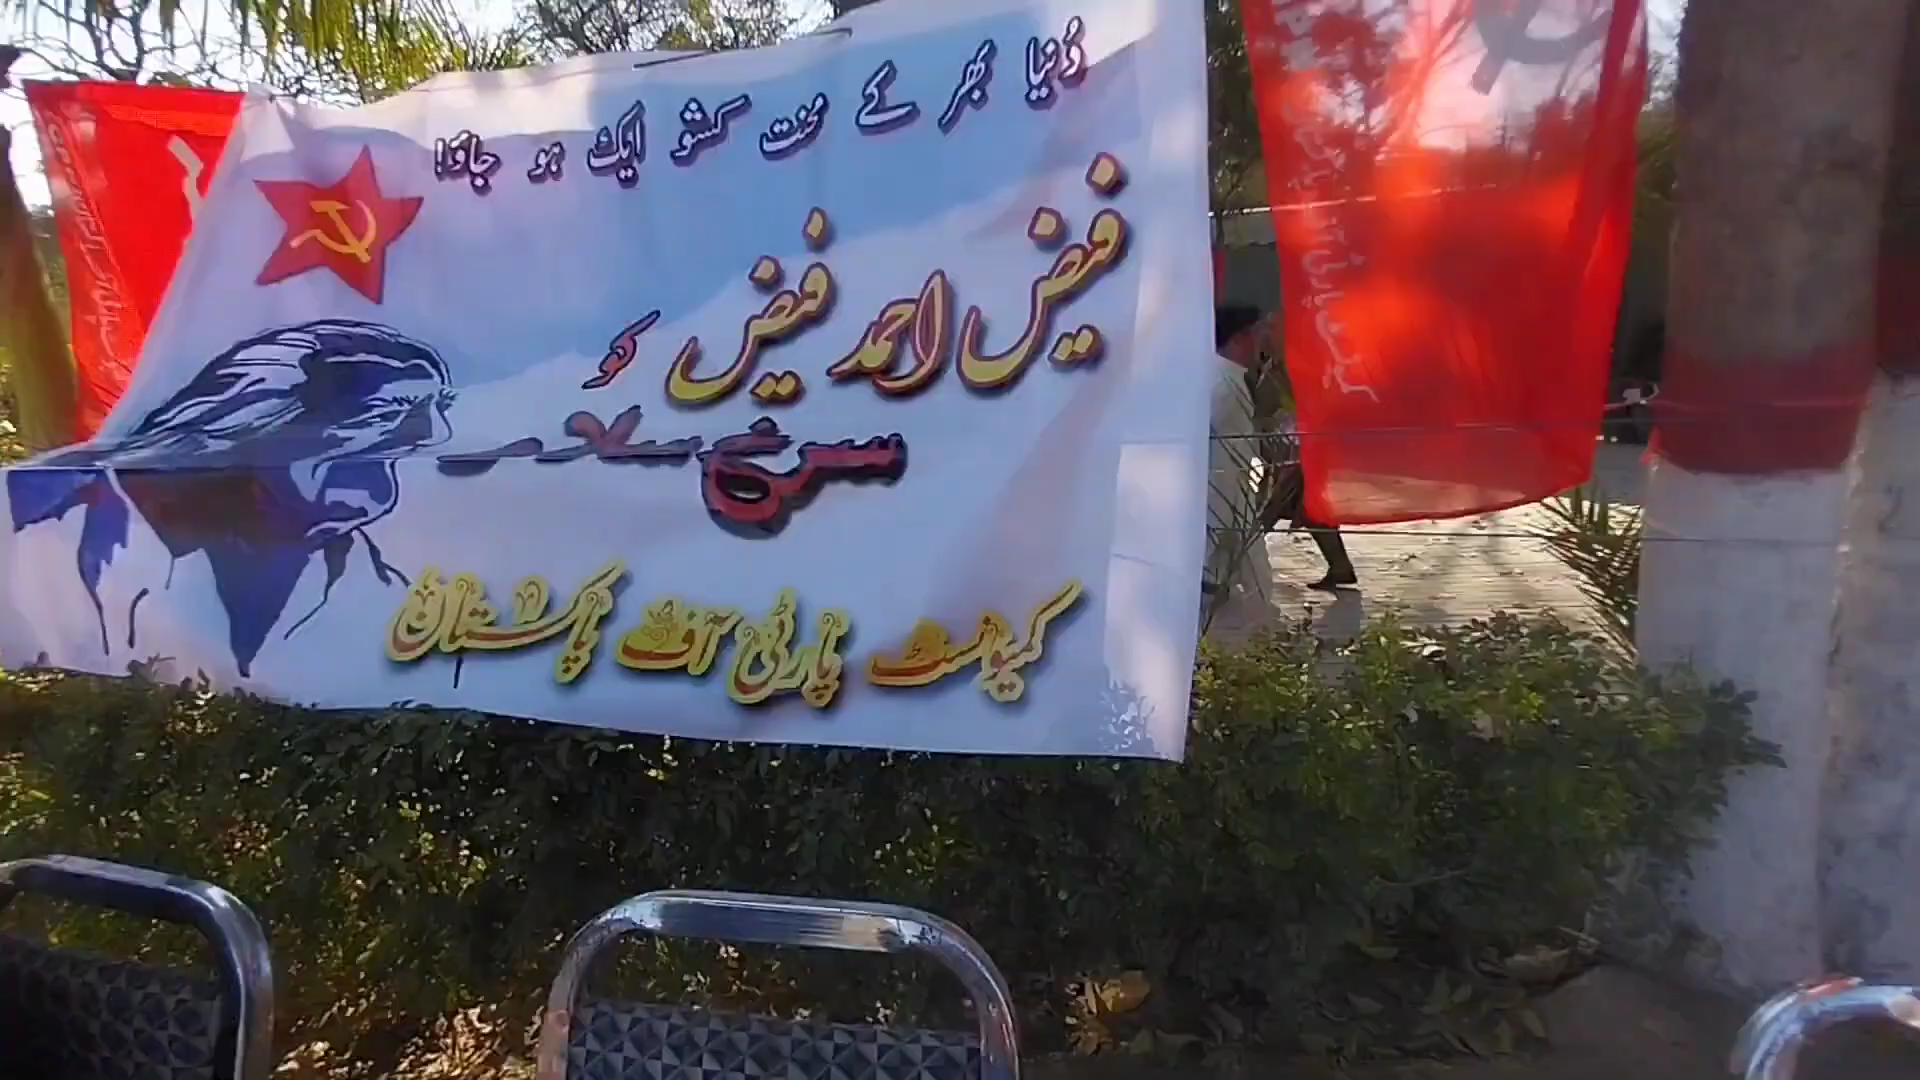 دُنیا بھر کے محنت کشو ایک ہو جاؤ!
فیض احمد فیض کو
سرخ سلام
کمیونسٹ پارٹی آف پاکستان